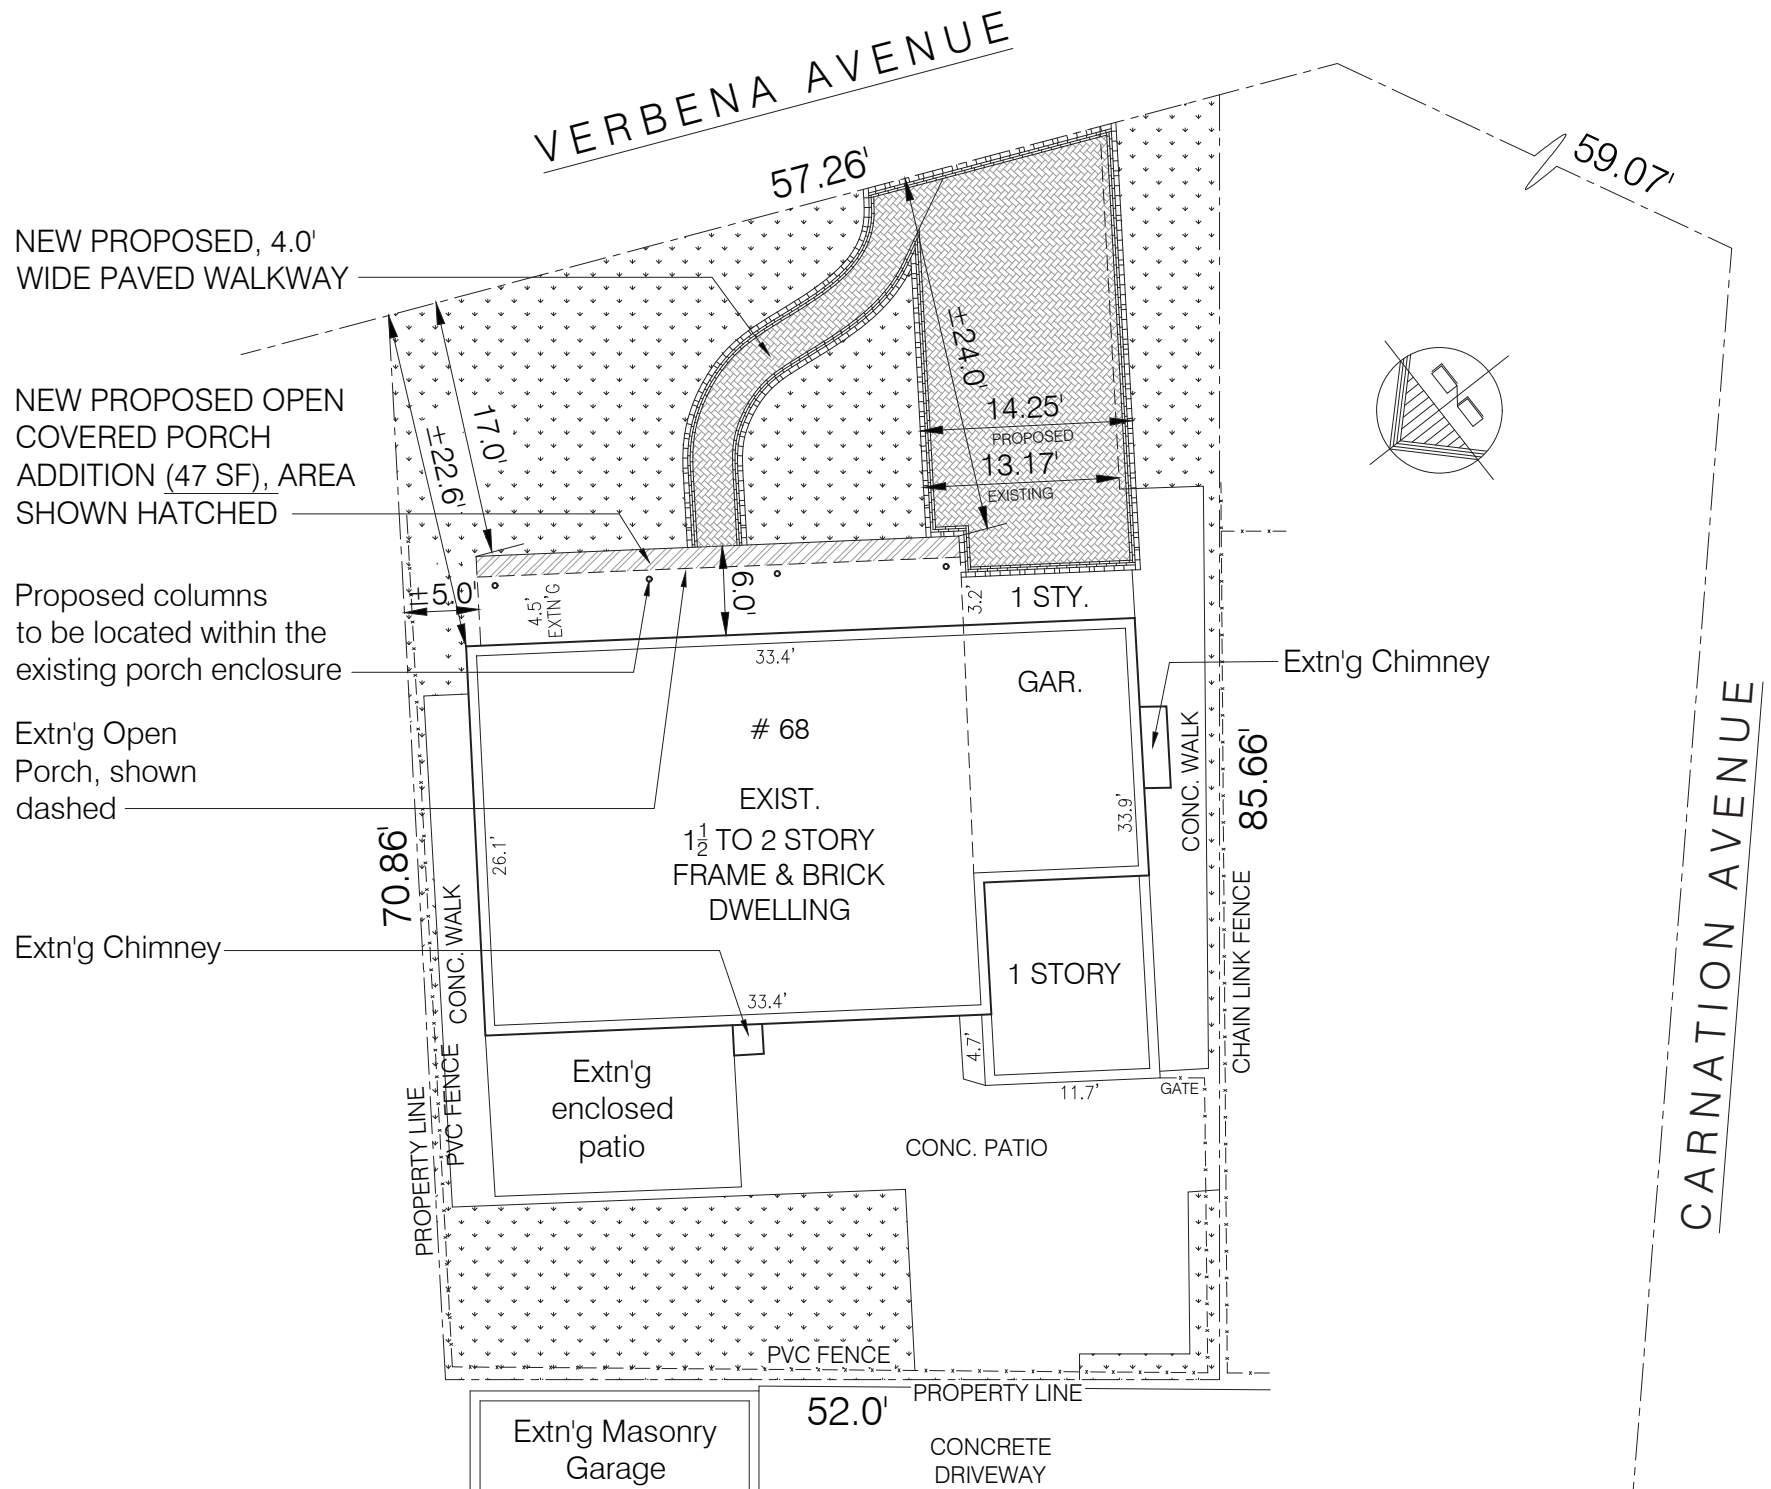 VERBENA AVENUE
57.26'
59.07'
NEW PROPOSED, 4.0'
WIDE PAVED WALKWAY
NEW PROPOSED OPEN
COVERED PORCH
ADDITION (47 SF), AREA
SHOWN HATCHED
17.0'
±22.6'
±24.0'
14.25'
PROPOSED
13.17'
EXISTING
Proposed columns
to be located within the
existing porch enclosure
±5.0'
4.5'
EXTN'G
6.0'
3.2'
1 STY.
33.4'
GAR.
Extn'g Chimney
Extn'g Open
Porch, shown
dashed
# 68
EXIST.
1½ TO 2 STORY
FRAME & BRICK
DWELLING
26.1'
33.9'
CONC. WALK
85.66'
CARNATION AVENUE
70.86'
CONC. WALK
Extn'g Chimney
1 STORY
CHAIN LINK FENCE
33.4'
4.7'
11.7'
GATE
Extn'g
enclosed
patio
CONC. PATIO
PROPERTY LINE
PVC FENCE
PVC FENCE
PROPERTY LINE
52.0'
Extn'g Masonry
Garage
CONCRETE
DRIVEWAY